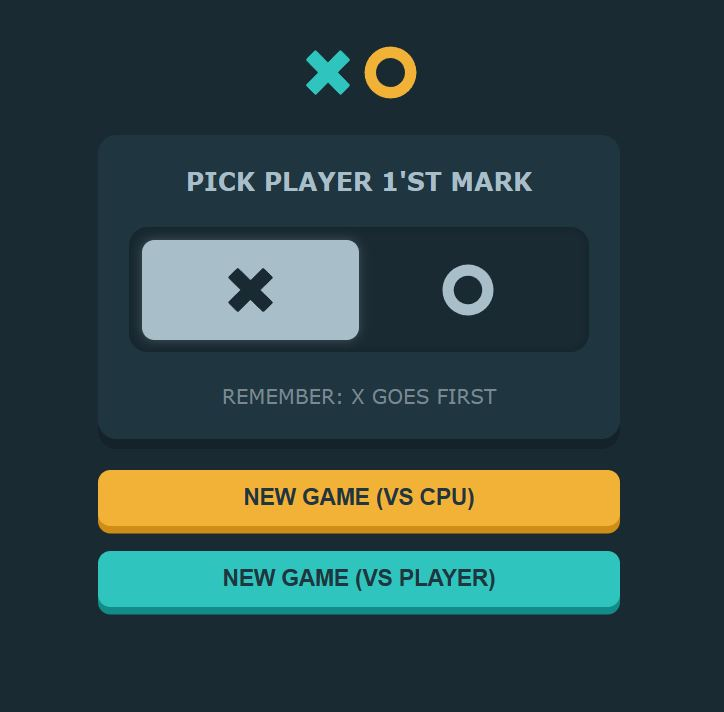 PICK PLAYER 1'ST MARK
REMEMBER: X GOES FIRST
NEW GAME (VS CPU)
NEW GAME (VS PLAYER)